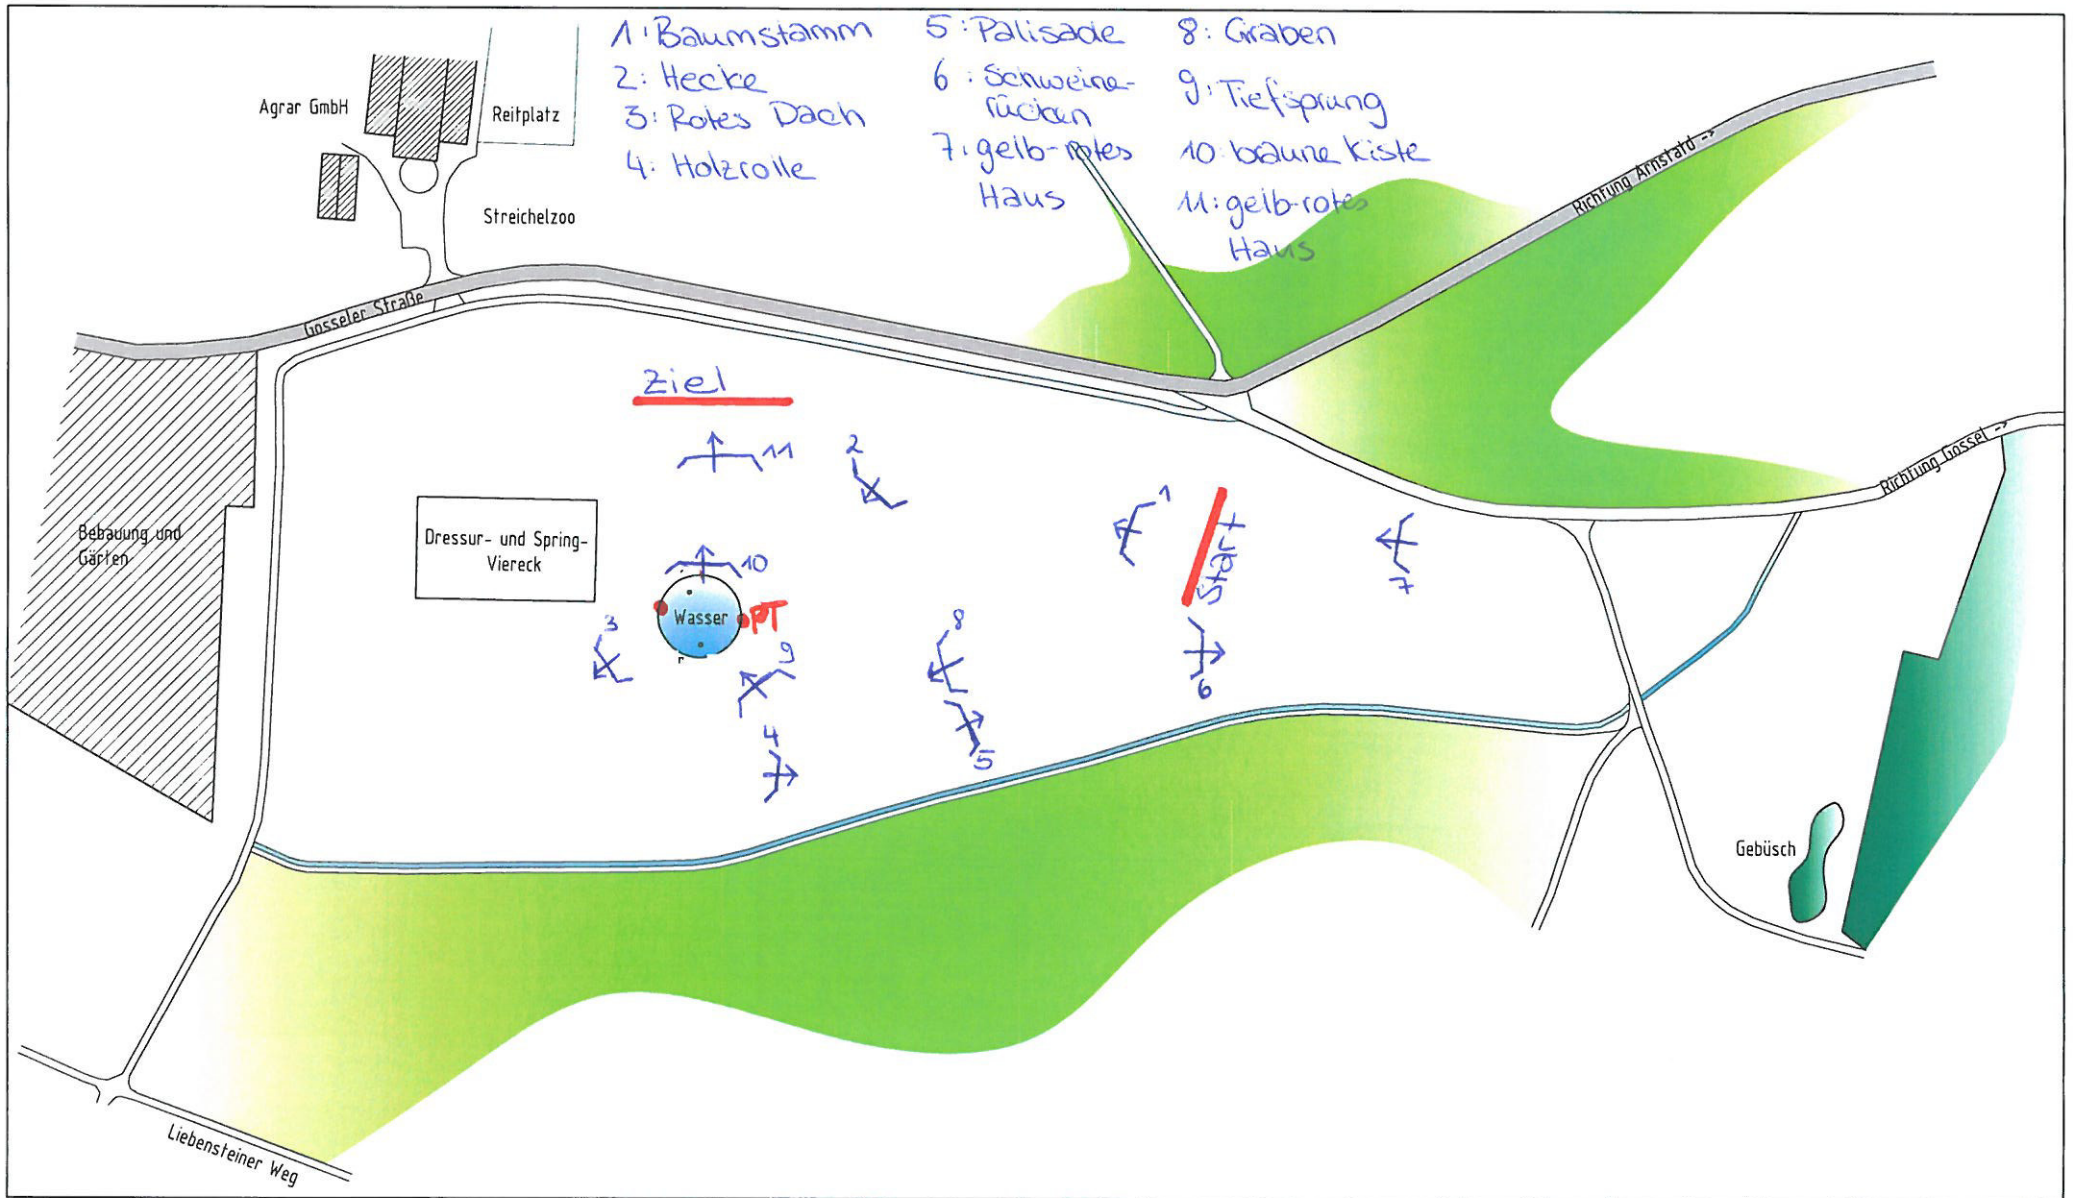 1: Baumstamm
2: Hecke
3: Rotes Dach
4: Holzrolle
5: Palisade
6: Schweine-
rücken
7: gelb-rotes
Haus
8: Graben
9: Tiefsprung
10: braune Kiste
11: gelb-rotes
Haus
Agrar GmbH
Reitplatz
Streichelzoo
Gosseler Straße
Richtung Arnstatd ->
Richtung Gossel ->
Ziel
11
2
1
Start
7
Bebauung und
Gärten
Dressur- und Spring-
Viereck
10
Wasser
PT
3
8
9
6
4
5
Gebüsch
Liebensteiner Weg